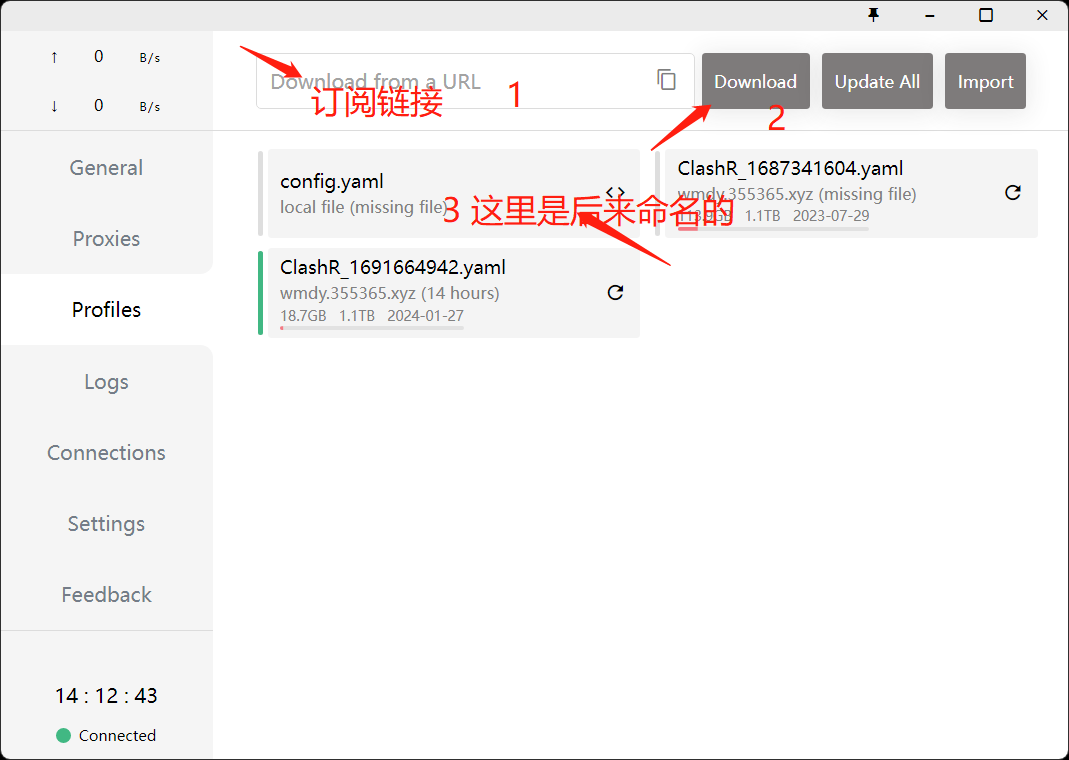 ↑ 0 B/s
↓ 0 B/s
Download from a URL
订阅链接
1
Download
2
Update All
Import
General
Proxies
Profiles
Logs
Connections
Settings
Feedback
config.yaml
local file (missing file)
3 这里是后来命名的
ClashR_1687341604.yaml
wmdy.355365.xyz (missing file)
1.1TB 2023-07-29
ClashR_1691664942.yaml
wmdy.355365.xyz (14 hours)
18.7GB 1.1TB 2024-01-27
14 : 12 : 43
Connected